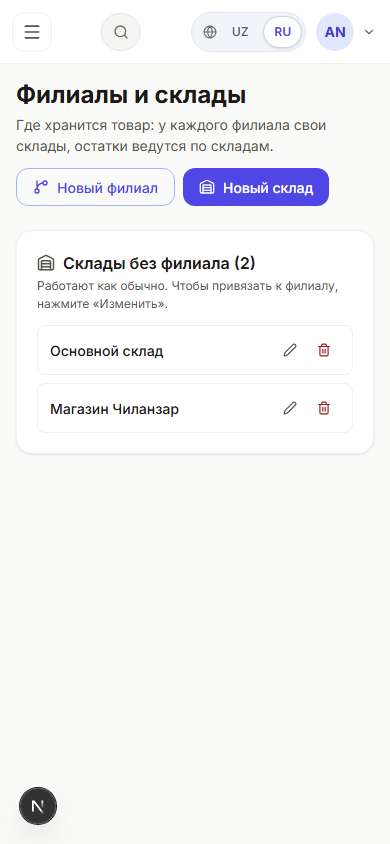 UZ RU AN
Филиалы и склады
Где хранится товар: у каждого филиала свои
склады, остатки ведутся по складам.
Новый филиал Новый склад
Склады без филиала (2)
Работают как обычно. Чтобы привязать к филиалу,
нажмите «Изменить».
Основной склад
Магазин Чиланзар
N